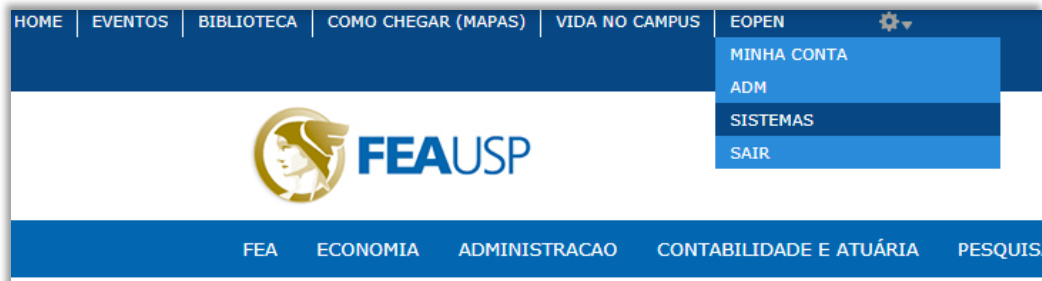 HOME EVENTOS BIBLIOTECA COMO CHEGAR (MAPAS) VIDA NO CAMPUS EOPEN
MINHA CONTA
ADM
SISTEMAS
SAIR
FEAUSP
FEA ECONOMIA ADMINISTRACAO CONTABILIDADE E ATUÁRIA PESQUIS